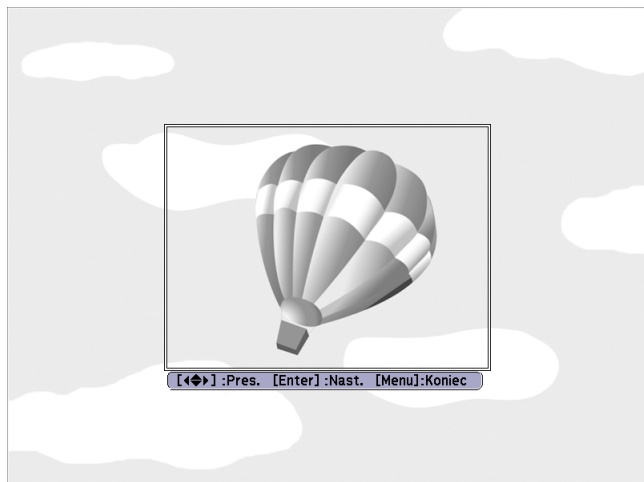 [◂◆▸] :Pres. [Enter] :Nast. [Menu]:Koniec